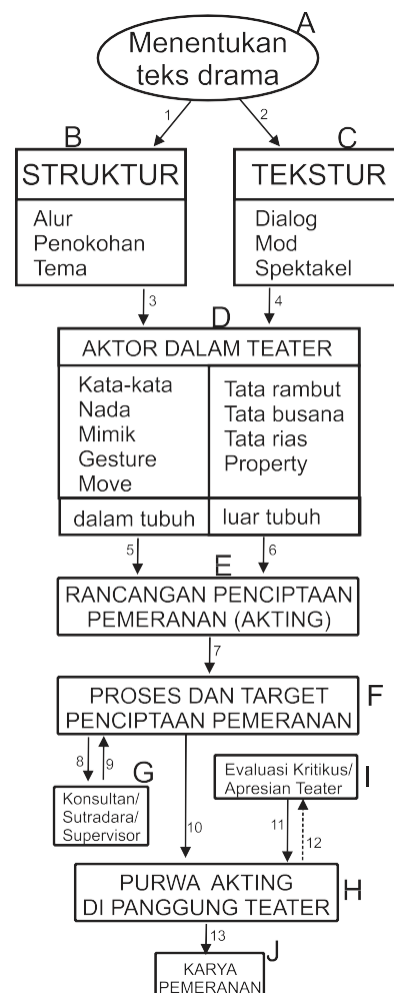 A
Menentukan
teks drama
1
2
B
C
STRUKTUR
TEKSTUR
Alur
Penokohan
Tema
Dialog
Mod
Spektakel
3
4
D
AKTOR DALAM TEATER
Kata-kata
Nada
Mimik
Gesture
Move
Tata rambut
Tata busana
Tata rias
Property
dalam tubuh
luar tubuh
5
6
E
RANCANGAN PENCIPTAAN
PEMERANAN (AKTING)
7
F
PROSES DAN TARGET
PENCIPTAAN PEMERANAN
8
9
G
Konsultan/
Sutradara/
Supervisor
10
I
Evaluasi Kritikus/
Apresian Teater
11
12
H
PURWA AKTING
DI PANGGUNG TEATER
13
J
KARYA
PEMERANAN